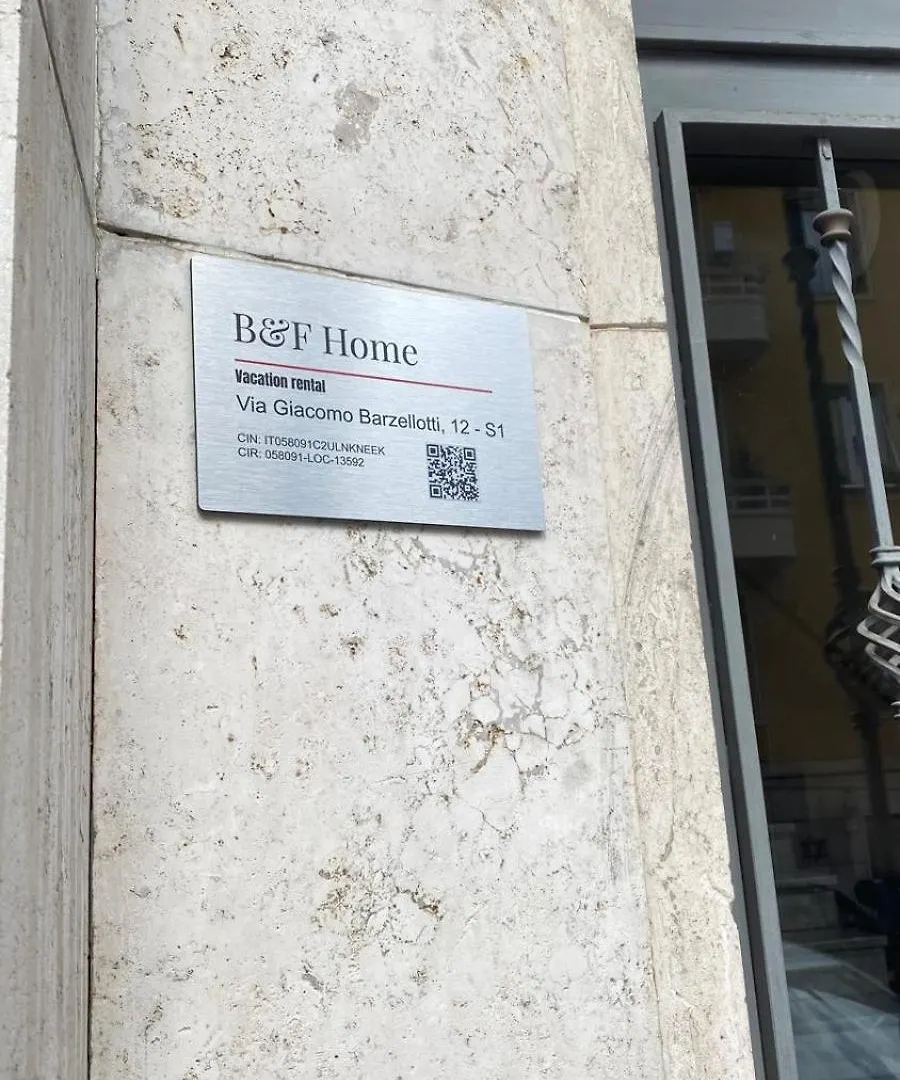 B&F Home
Vacation rental
Via Giacomo Barzellotti, 12 - S1
CIN: IT058091C2ULNKNEEK
CIR: 058091-LOC-13592